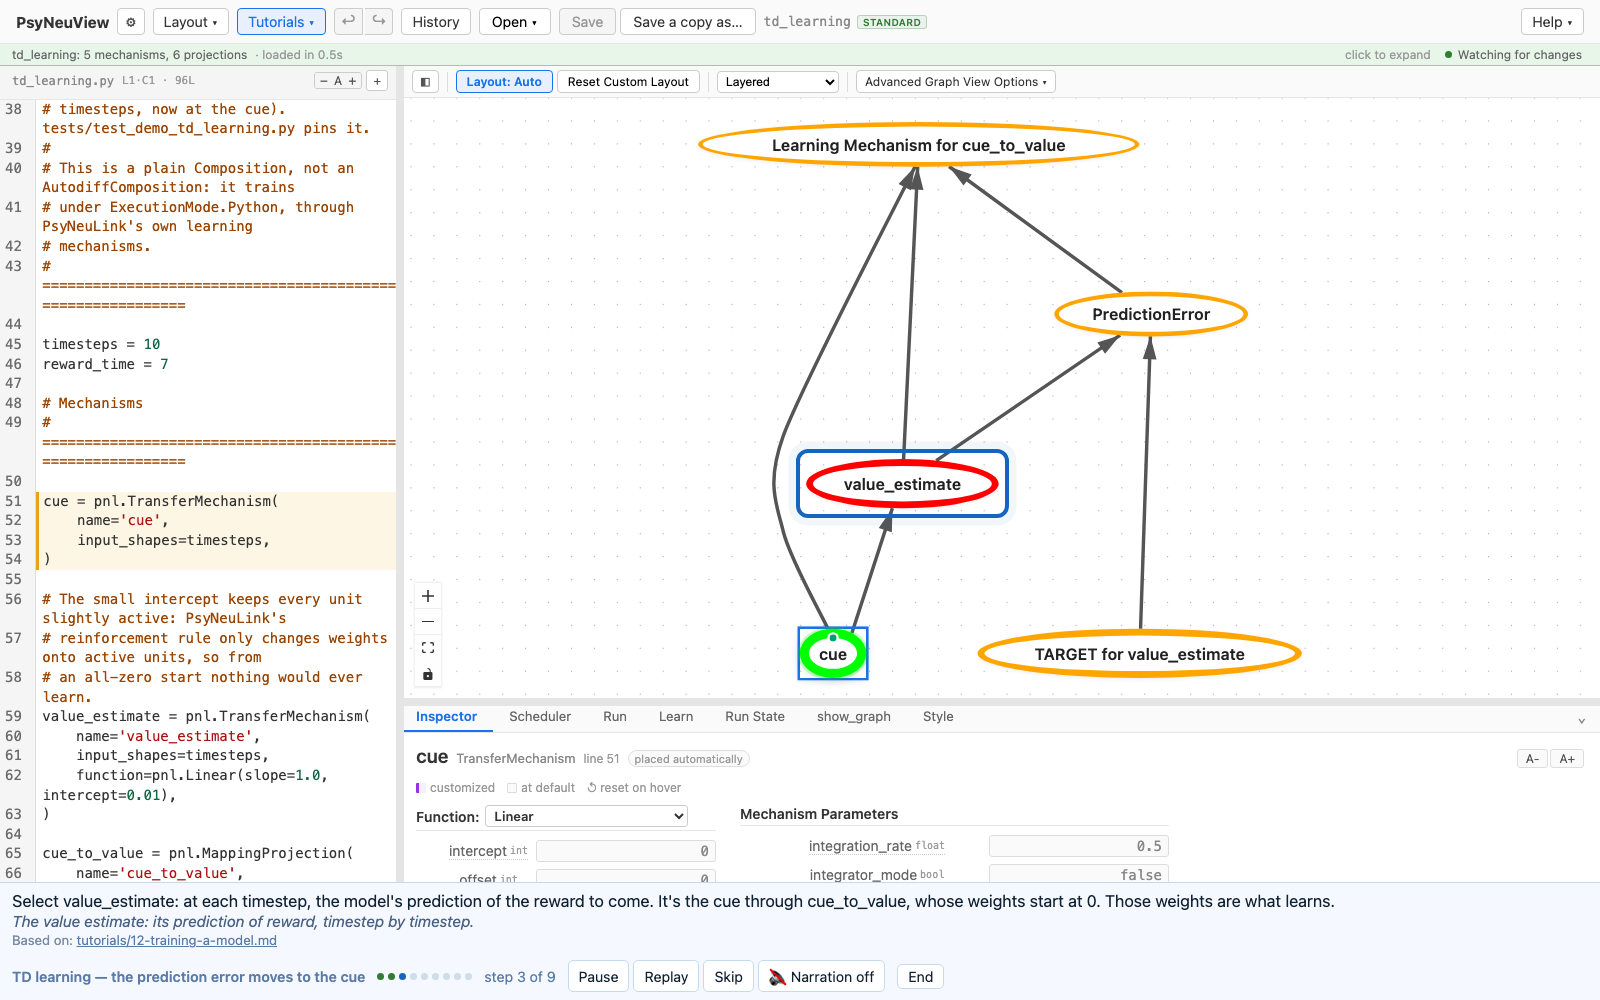 PsyNeuView
Layout ▾
Tutorials ▾
History
Open ▾
Save
Save a copy as...
td_learning STANDARD
Help ▾
td_learning: 5 mechanisms, 6 projections · loaded in 0.5s
click to expand
Watching for changes
td_learning.py L1:C1 · 96L
− A +
+
Layout: Auto
Reset Custom Layout
Layered
Advanced Graph View Options ▾
38 # timesteps, now at the cue).
tests/test_demo_td_learning.py pins it.
39 #
40 # This is a plain Composition, not an
AutodiffComposition: it trains
41 # under ExecutionMode.Python, through
PsyNeuLink's own learning
42 # mechanisms.
43 #
==========================================
=================
44
45 timesteps = 10
46 reward_time = 7
47
48 # Mechanisms
49 #
==========================================
=================
50
51 cue = pnl.TransferMechanism(
52 name='cue',
53 input_shapes=timesteps,
54 )
55
56 # The small intercept keeps every unit
slightly active: PsyNeuLink's
57 # reinforcement rule only changes weights
onto active units, so from
58 # an all-zero start nothing would ever
learn.
59 value_estimate = pnl.TransferMechanism(
60 name='value_estimate',
61 input_shapes=timesteps,
62 function=pnl.Linear(slope=1.0,
intercept=0.01),
63 )
64
65 cue_to_value = pnl.MappingProjection(
66 name='cue_to_value',
Learning Mechanism for cue_to_value
PredictionError
value_estimate
cue
TARGET for value_estimate
Inspector
Scheduler
Run
Learn
Run State
show_graph
Style
cue TransferMechanism line 51 placed automatically
A-
A+
customized
at default
reset on hover
Function: Linear
intercept int 0
offset int 0
Mechanism Parameters
integration_rate float 0.5
integrator_mode bool false
Select value_estimate: at each timestep, the model's prediction of the reward to come. It's the cue through cue_to_value, whose weights start at 0. Those weights are what learns.
The value estimate: its prediction of reward, timestep by timestep.
Based on: tutorials/12-training-a-model.md
TD learning — the prediction error moves to the cue
step 3 of 9
Pause
Replay
Skip
Narration off
End